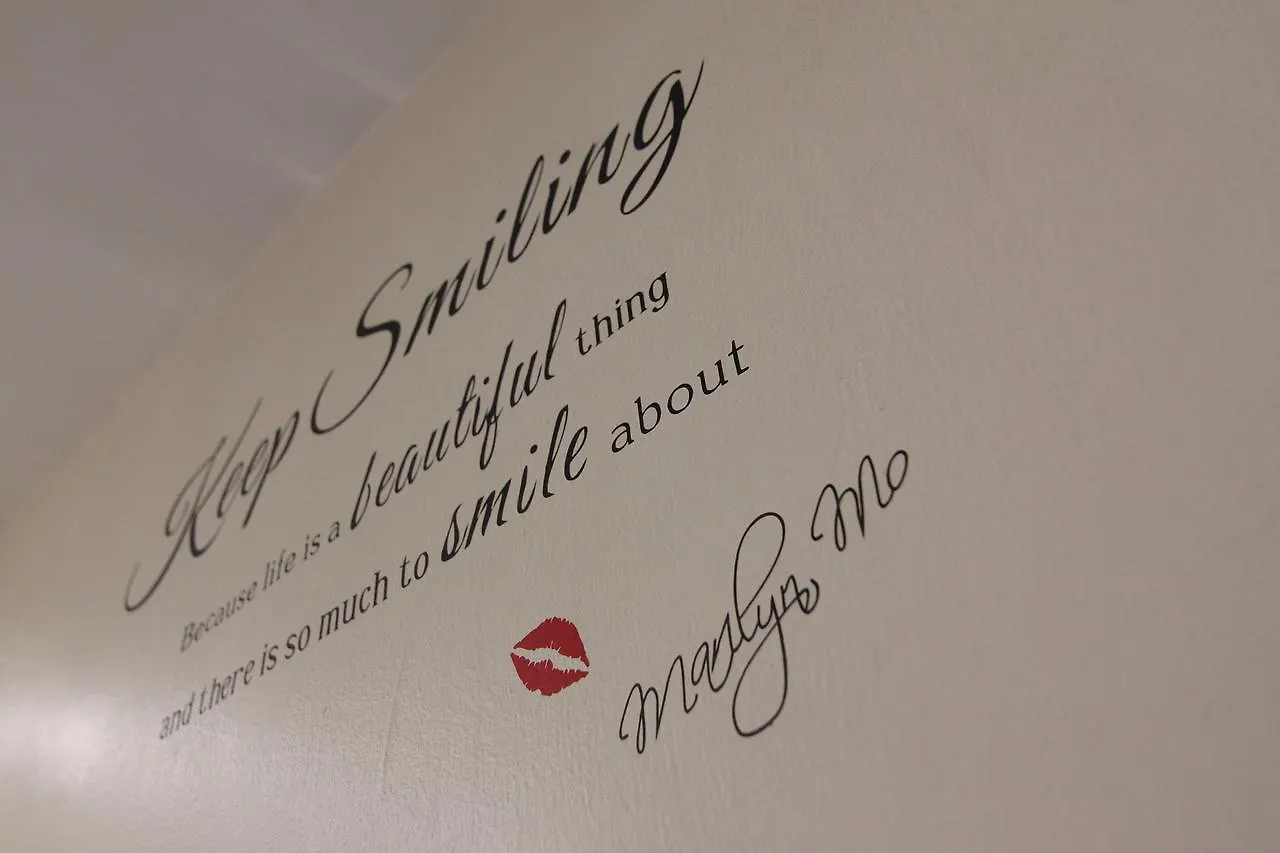 Keep Smiling
Because life is a beautiful thing
and there is so much to smile about
Marilyn Mo